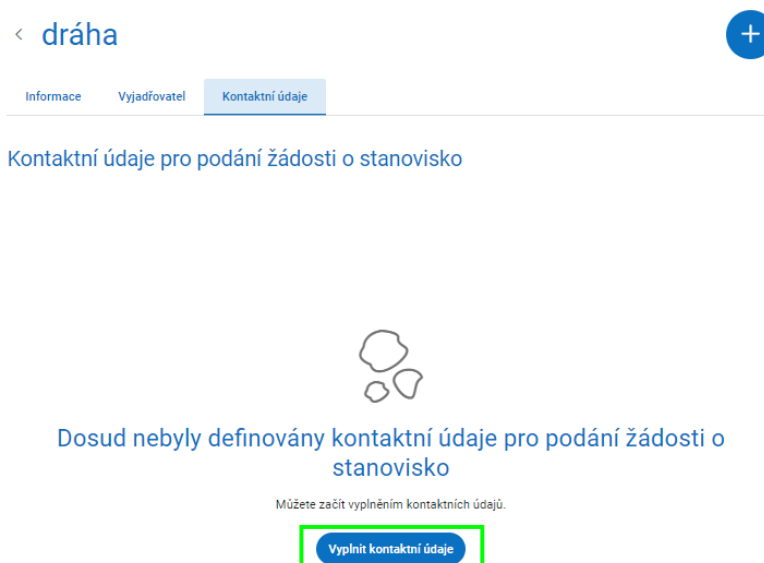 dráha
Informace Vyjadřovatel Kontaktní údaje
Kontaktní údaje pro podání žádosti o stanovisko
Dosud nebyly definovány kontaktní údaje pro podání žádosti o
stanovisko
Můžete začít vyplněním kontaktních údajů.
Vyplnit kontaktní údaje